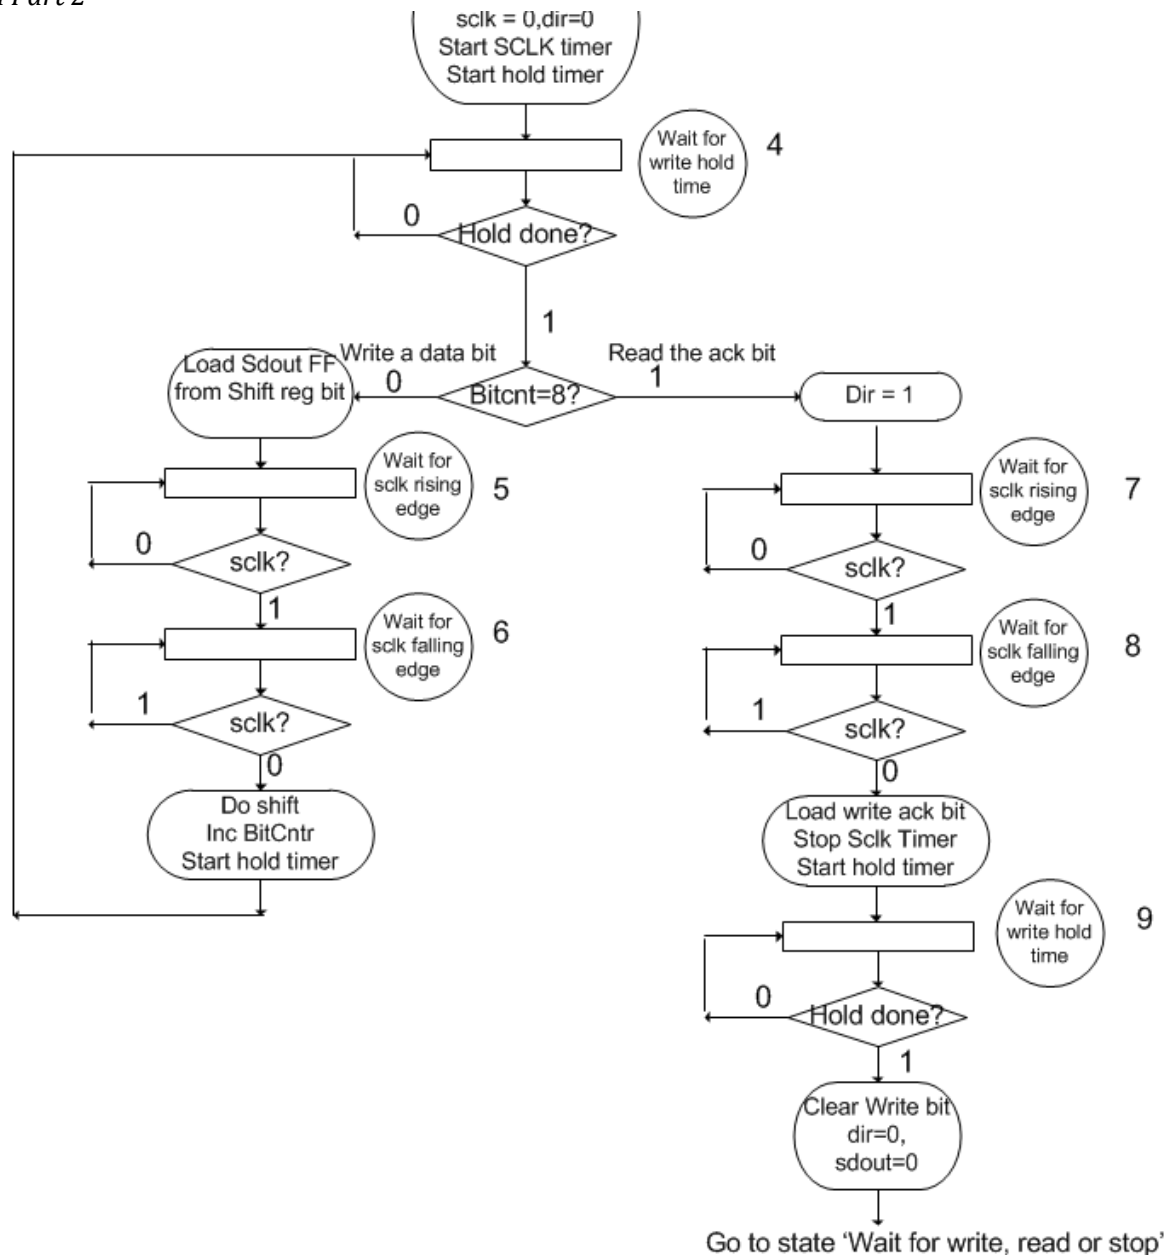 Part 2
sclk = 0,dir=0
Start SCLK timer
Start hold timer
Wait for
write hold
time
4
0
Hold done?
1
Write a data bit
Read the ack bit
Load Sdout FF
from Shift reg bit
0
Bitcnt=8?
1
Dir = 1
Wait for
sclk rising
edge
5
0
sclk?
1
Wait for
sclk falling
edge
6
1
sclk?
0
Do shift
Inc BitCntr
Start hold timer
Wait for
sclk rising
edge
7
0
sclk?
1
Wait for
sclk falling
edge
8
1
sclk?
0
Load write ack bit
Stop Sclk Timer
Start hold timer
Wait for
write hold
time
9
0
Hold done?
1
Clear Write bit
dir=0,
sdout=0
Go to state ‘Wait for write, read or stop’